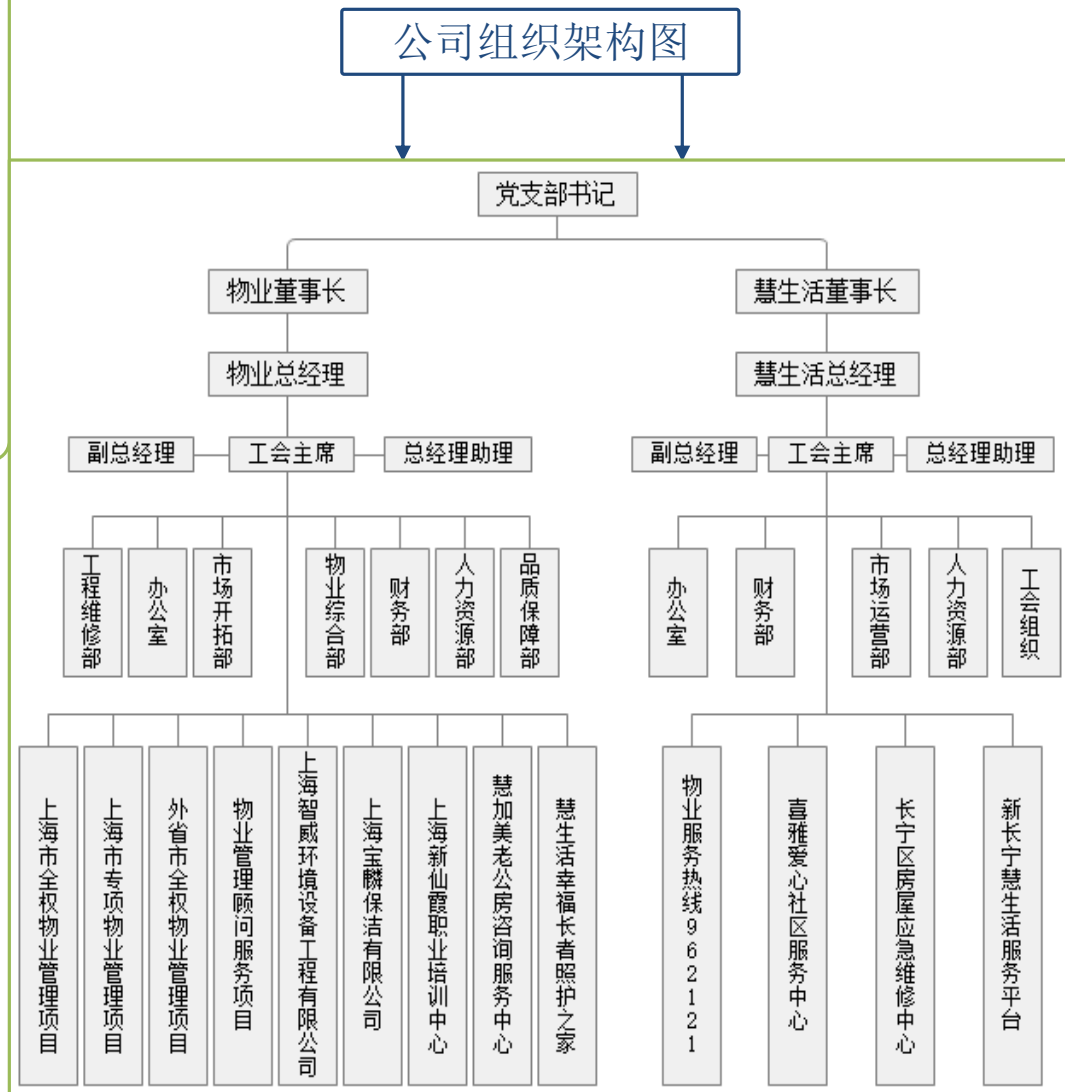 公司组织架构图
党支部书记
物业董事长
慧生活董事长
物业总经理
慧生活总经理
副总经理
工会主席
总经理助理
副总经理
工会主席
总经理助理
工程维修部
办公室
市场开拓部
物业综合部
财务部
人力资源部
品质保障部
办公室
财务部
市场运营部
人力资源部
工会组织
上海市全权物业管理项目
上海市专项物业管理项目
外省市全权物业管理项目
物业管理顾问服务项目
上海智威环境设备工程有限公司
上海宝麟保洁有限公司
上海新仙霞职业培训中心
慧加美老公房咨询服务中心
慧生活幸福长者照护之家
物业服务热线962121
喜雅爱心社区服务中心
长宁区房屋应急维修中心
新长宁慧生活服务平台